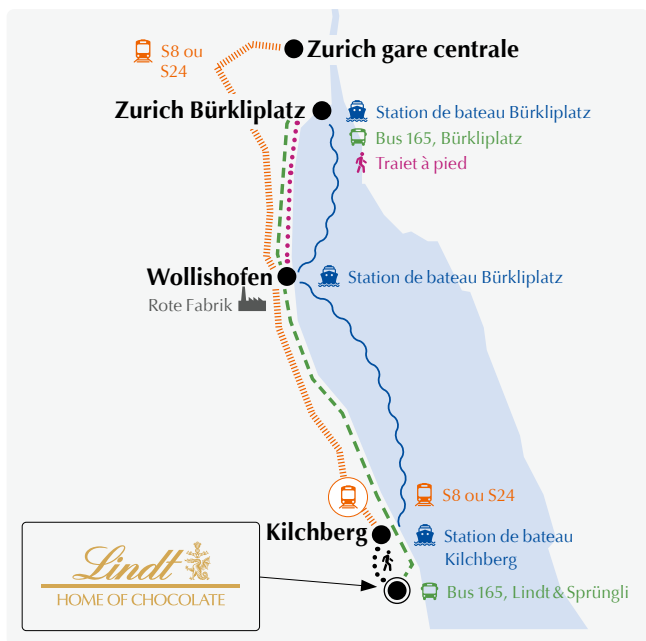 S8 ou
S24
Zurich gare centrale
Zurich Bürkliplatz
Station de bateau Bürkliplatz
Bus 165, Bürkliplatz
Traiet à pied
Wollishofen
Station de bateau Bürkliplatz
Rote Fabrik
S8 ou S24
Kilchberg
Station de bateau
Kilchberg
Lindt
HOME OF CHOCOLATE
Bus 165, Lindt & Sprüngli